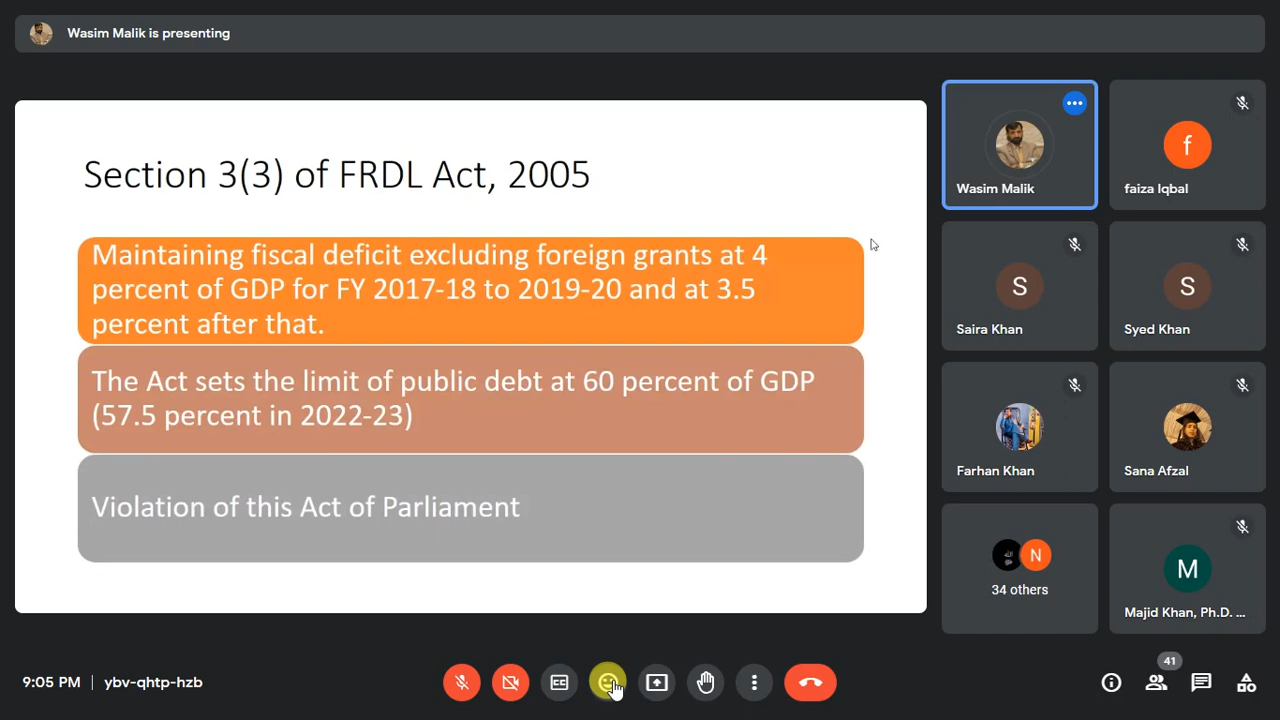 Wasim Malik is presenting
Section 3(3) of FRDL Act, 2005
Maintaining fiscal deficit excluding foreign grants at 4
percent of GDP for FY 2017-18 to 2019-20 and at 3.5
percent after that.
The Act sets the limit of public debt at 60 percent of GDP
(57.5 percent in 2022-23)
Violation of this Act of Parliament
Wasim Malik
f
faiza Iqbal
S
Saira Khan
S
Syed Khan
Farhan Khan
Sana Afzal
N
34 others
M
Majid Khan, Ph.D. ...
9:05 PM | ybv-qhtp-hzb
CC
41